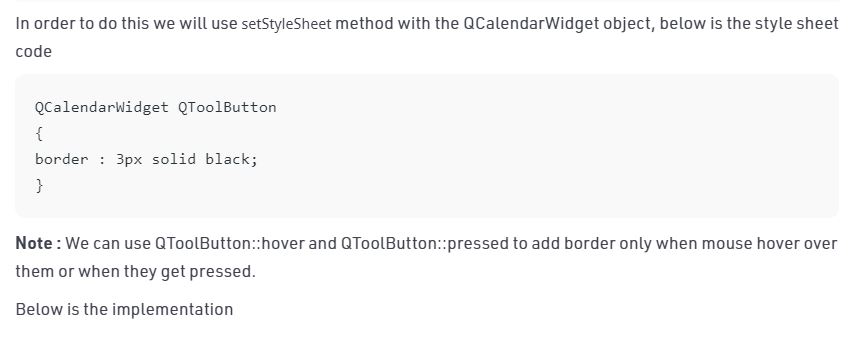 In order to do this we will use setStyleSheet method with the QCalendarWidget object, below is the style sheet
code
QCalendarWidget QToolButton
{
border : 3px solid black;
}
Note : We can use QToolButton::hover and QToolButton::pressed to add border only when mouse hover over
them or when they get pressed.
Below is the implementation